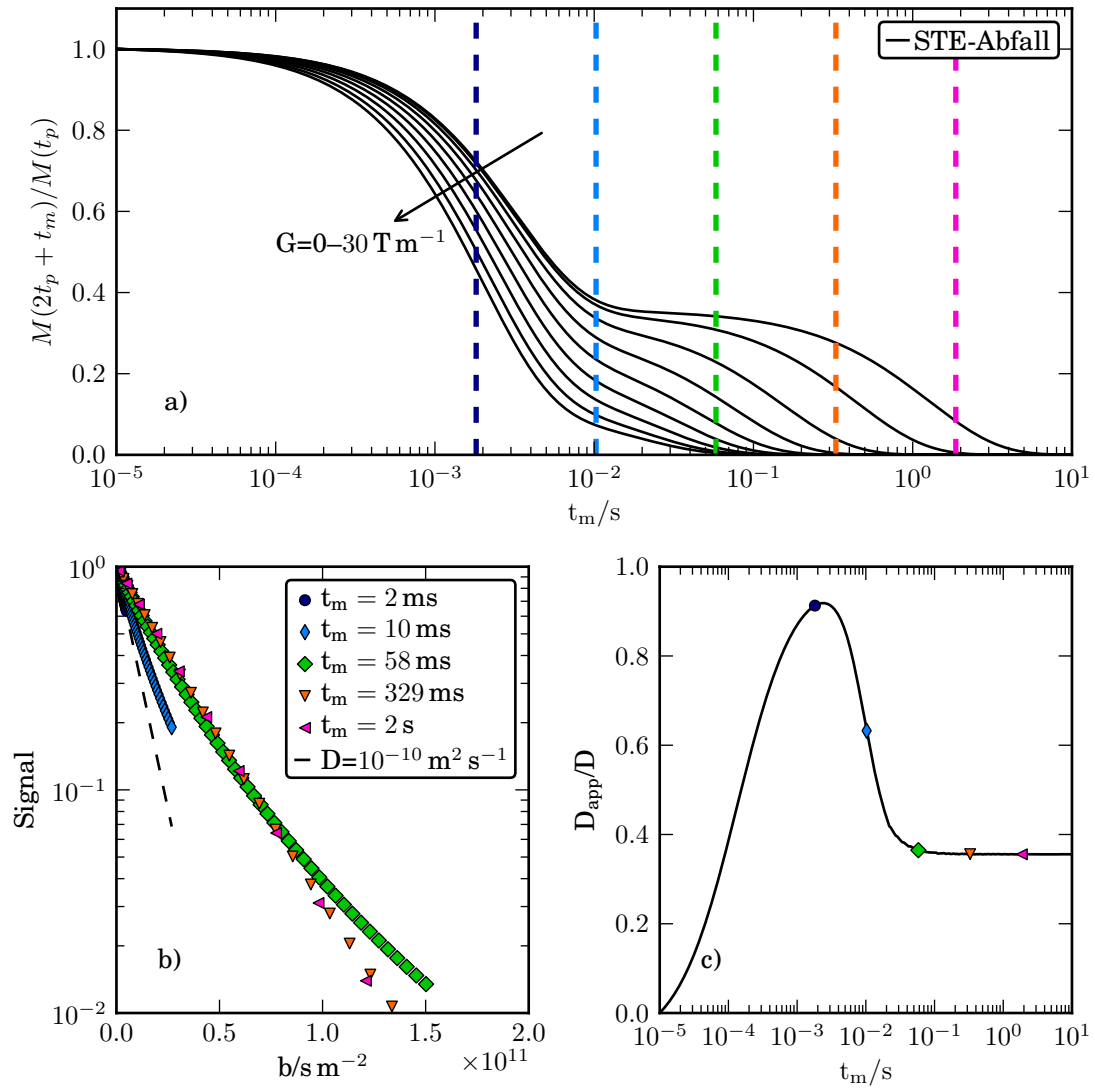 1.0
0.8
0.6
0.4
0.2
0.0
M(2t_p + t_m)/M(t_p)
STE-Abfall
G=0–30 T m⁻¹
a)
10⁻⁵ 10⁻⁴ 10⁻³ 10⁻² 10⁻¹ 10⁰ 10¹
t_m/s
10⁰
10⁻¹
10⁻²
Signal
t_m = 2 ms
t_m = 10 ms
t_m = 58 ms
t_m = 329 ms
t_m = 2 s
D=10⁻¹⁰ m² s⁻¹
b)
0.0 0.5 1.0 1.5 2.0
b/s m⁻²
×10¹¹
1.0
0.8
0.6
0.4
0.2
0.0
D_app/D
c)
10⁻⁵ 10⁻⁴ 10⁻³ 10⁻² 10⁻¹ 10⁰ 10¹
t_m/s